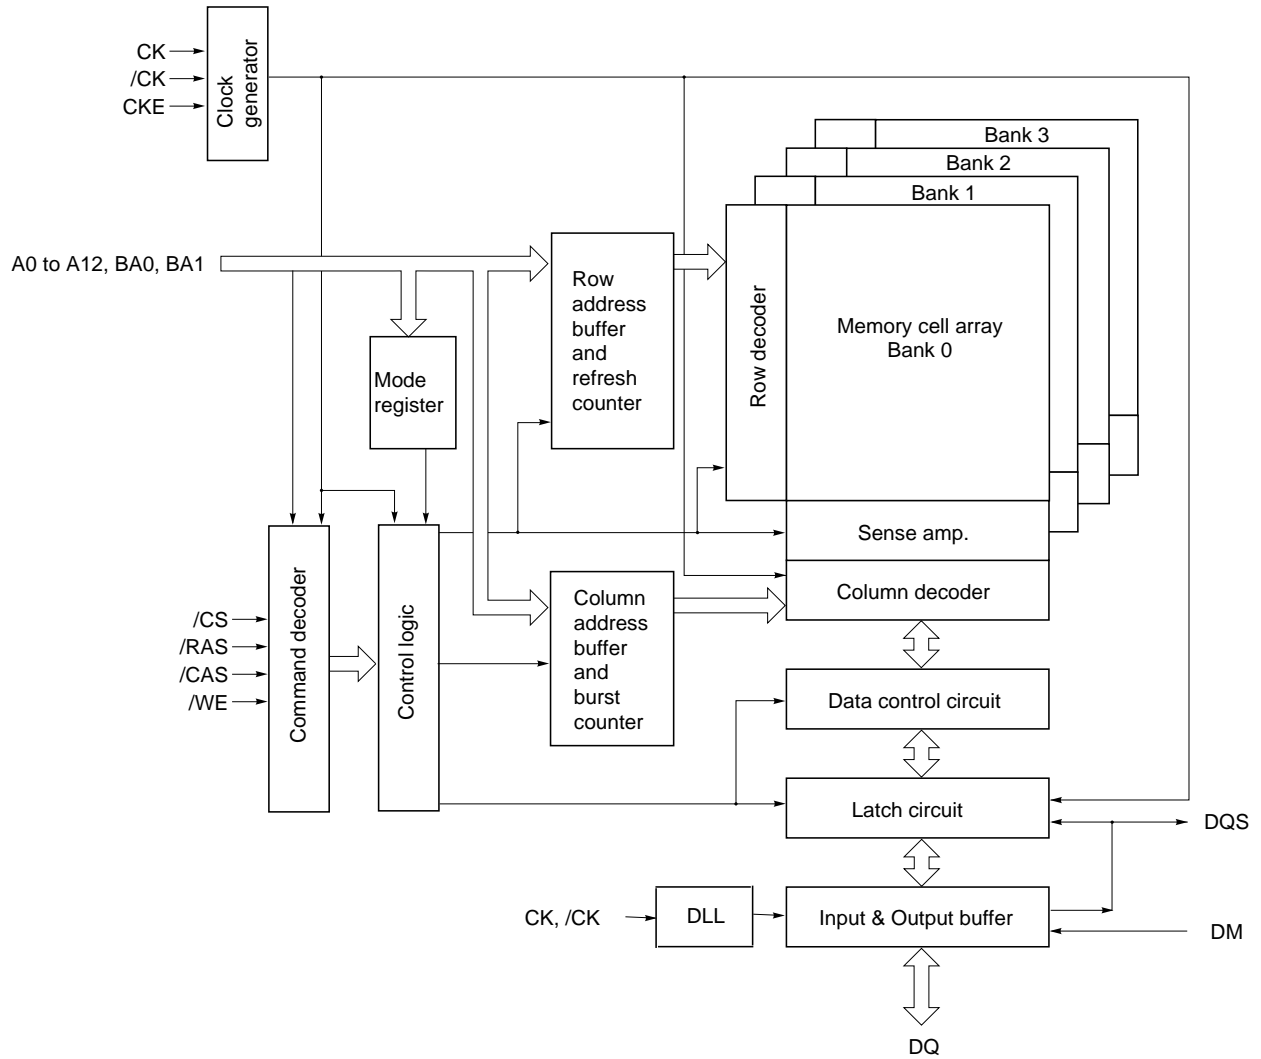 CK
/CK
CKE
Clock
generator
Bank 3
Bank 2
Bank 1
A0 to A12, BA0, BA1
Row
address
buffer
and
refresh
counter
Row decoder
Memory cell array
Bank 0
Mode
register
Sense amp.
Column decoder
/CS
/RAS
/CAS
/WE
Command decoder
Control logic
Column
address
buffer
and
burst
counter
Data control circuit
Latch circuit
DQS
CK, /CK
DLL
Input & Output buffer
DM
DQ